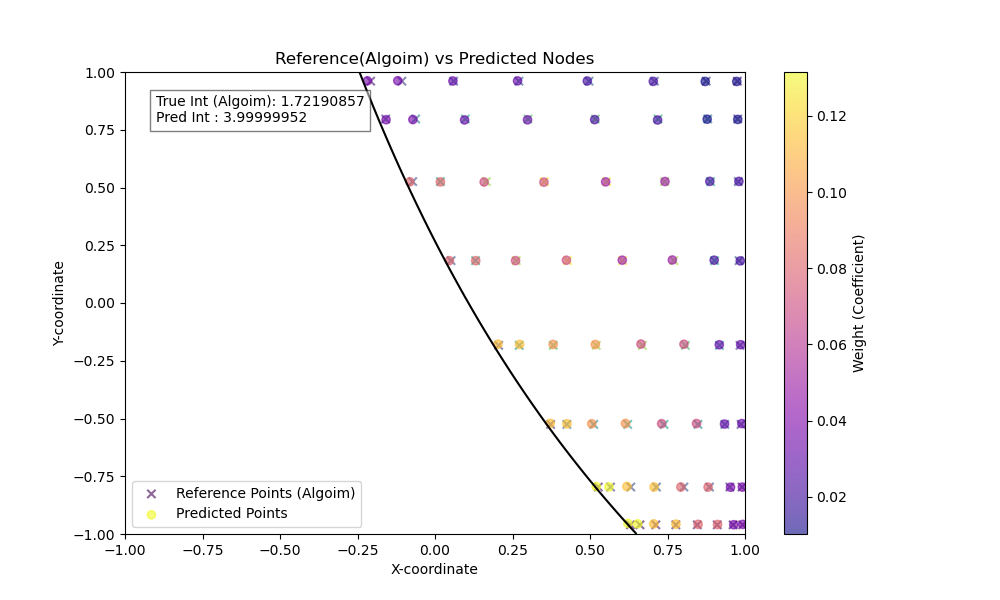 Reference(Algoim) vs Predicted Nodes
True Int (Algoim): 1.72190857
Pred Int : 3.99999952
1.00
0.75
0.50
0.25
0.00
−0.25
−0.50
−0.75
−1.00
Y-coordinate
Reference Points (Algoim)
Predicted Points
−1.00 −0.75 −0.50 −0.25 0.00 0.25 0.50 0.75 1.00
X-coordinate
0.12
0.10
0.08
0.06
0.04
0.02
Weight (Coefficient)